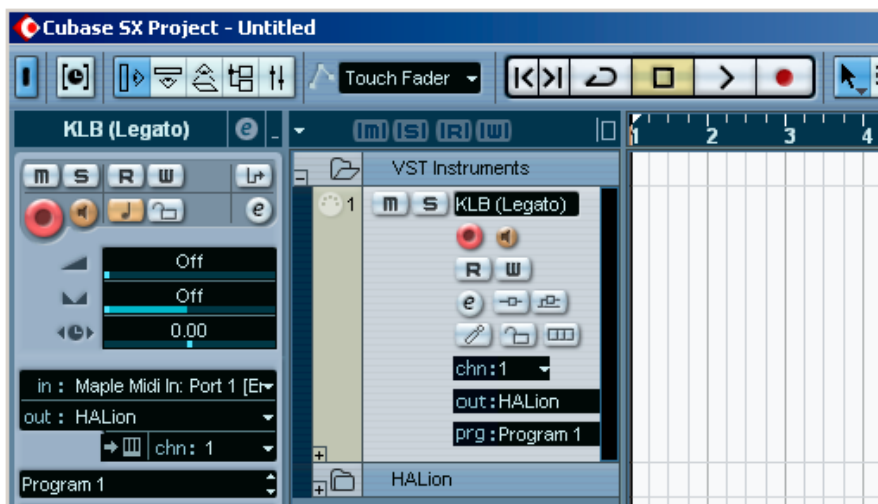 Cubase SX Project - Untitled
Touch Fader
KLB (Legato) e
m S R W
1 2 3 4
m S R W
e
Off
Off
0.00
in : Maple Midi In: Port 1
out : HALion
chn: 1
Program 1
VST Instruments
1 m S KLB (Legato)
R W
e
chn:1
out:HALion
prg:Program 1
HALion